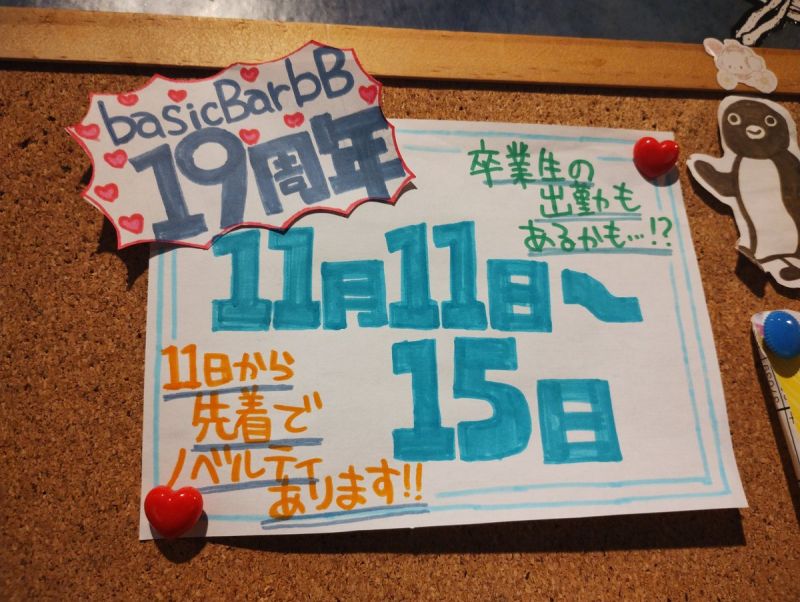 basicBarbB
19周年
卒業生の
出勤も
あるかも…!?
11月11日〜
15日
11日から
先着で
ノベルティ
あります!!